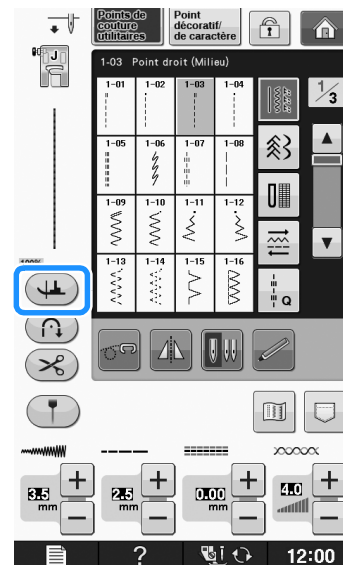 Points de
couture
utilitaires
Point
décoratif/
de caractère
J
1-03 Point droit (Milieu)
1/3
1-01 1-02 1-03 1-04
1-05 1-06 1-07 1-08
1-09 1-10 1-11 1-12
1-13 1-14 1-15 1-16
100%
Q
3.5 mm
2.5 mm
0.00 mm
4.0
? i 12:00